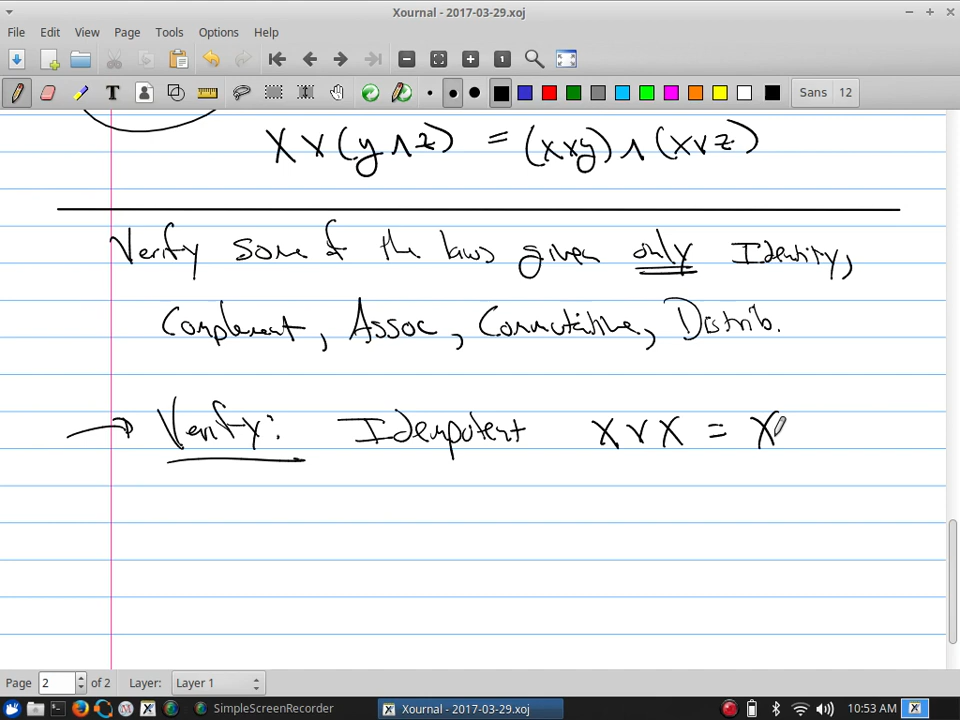 Xournal - 2017-03-29.xoj
File Edit View Page Tools Options Help
Sans 12
x ∨ (y ∧ z) = (x ∨ y) ∧ (x ∨ z)
Verify some of the laws given only Identity,
Complement, Assoc, Commutative, Distrib.
→ Verify: Idempotent x ∨ x = x
Page 2 of 2 Layer: Layer 1
SimpleScreenRecorder Xournal - 2017-03-29.xoj 10:53 AM